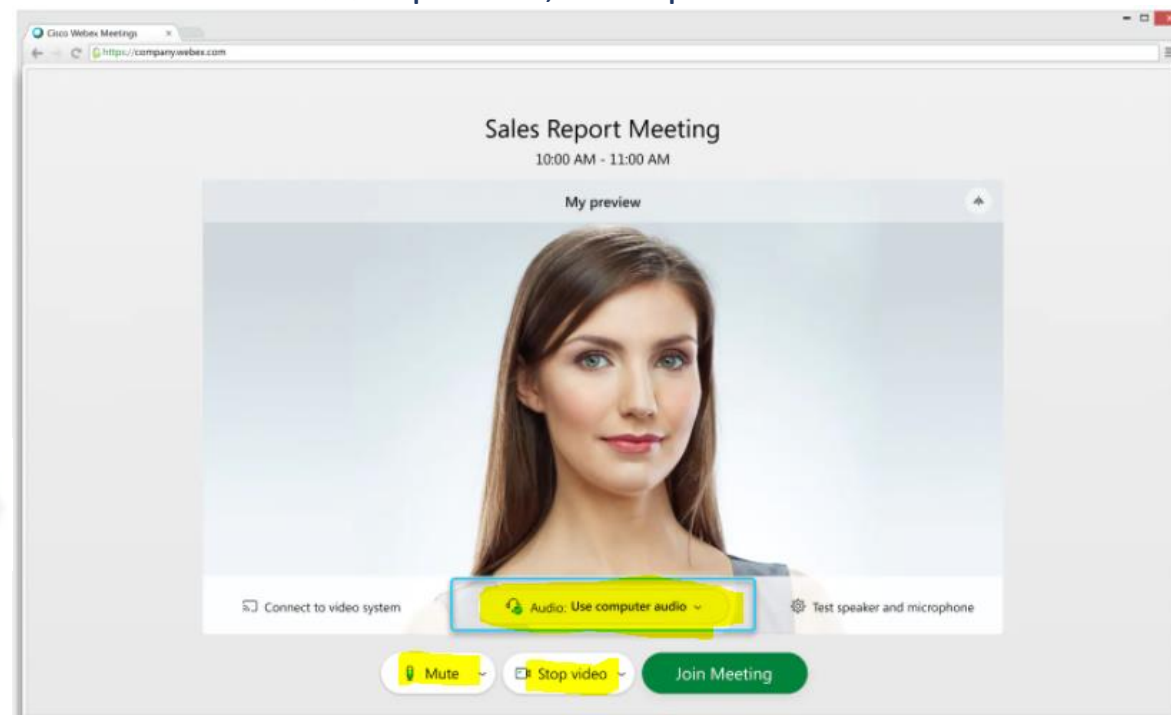 Cisco Webex Meetings x
https://company.webex.com
Sales Report Meeting
10:00 AM - 11:00 AM
My preview
Connect to video system
Audio: Use computer audio
Test speaker and microphone
Mute
Stop video
Join Meeting